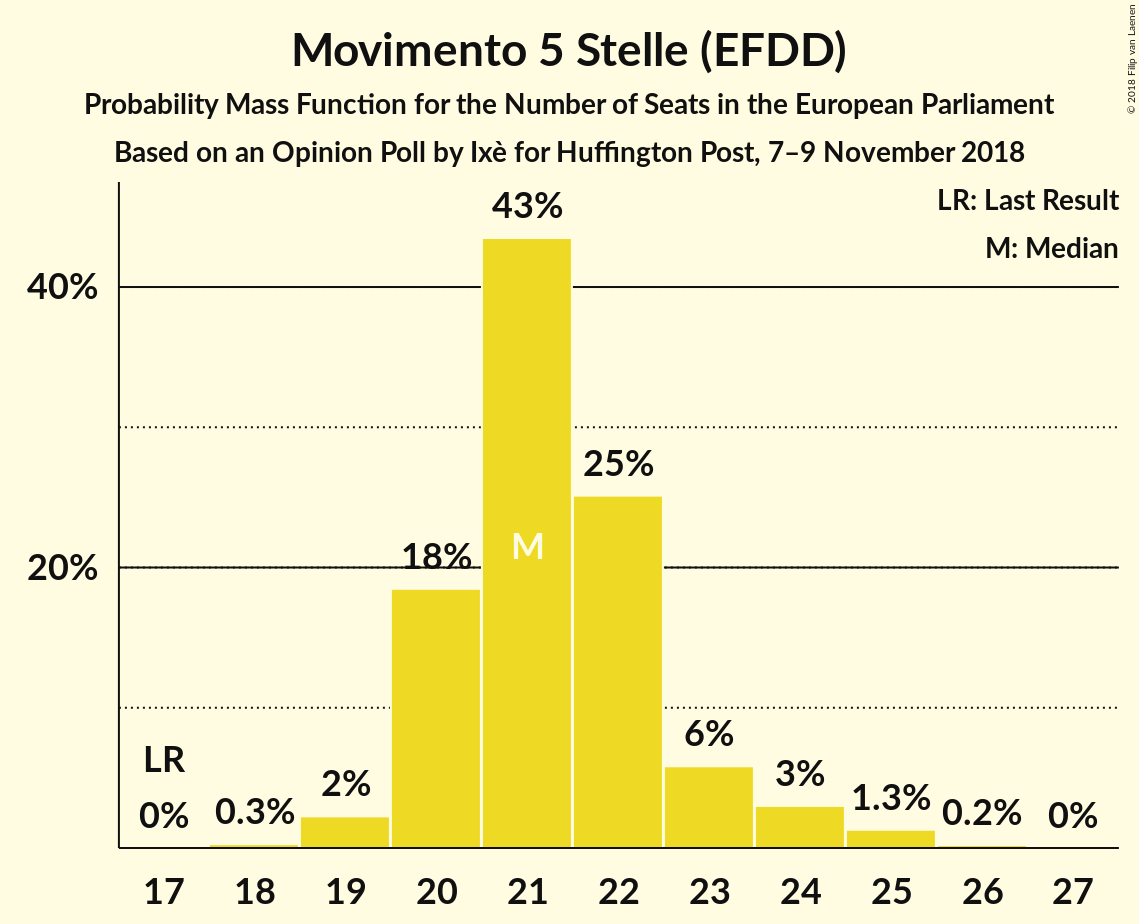 Movimento 5 Stelle (EFDD)
Probability Mass Function for the Number of Seats in the European Parliament
Based on an Opinion Poll by Ixè for Huffington Post, 7–9 November 2018
© 2018 Filip van Laenen
LR: Last Result
M: Median
43%
40%
25%
M
18%
20%
6%
LR
3%
2%
1.3%
0%
0.3%
0.2%
0%
17 18 19 20 21 22 23 24 25 26 27